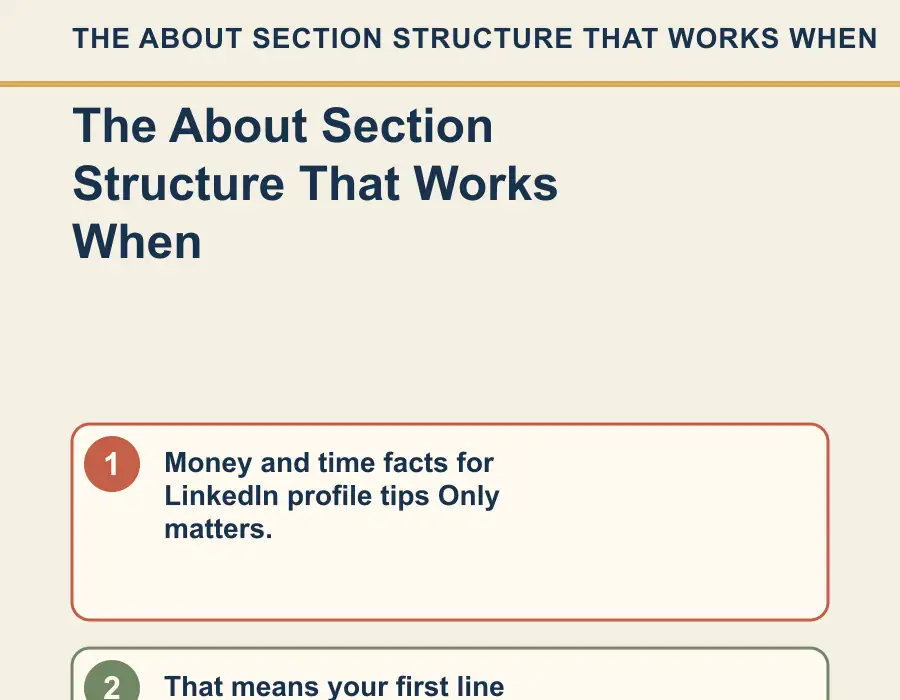 THE ABOUT SECTION STRUCTURE THAT WORKS WHEN
The About Section
Structure That Works
When
1
Money and time facts for
LinkedIn profile tips Only
matters.
2
That means your first line